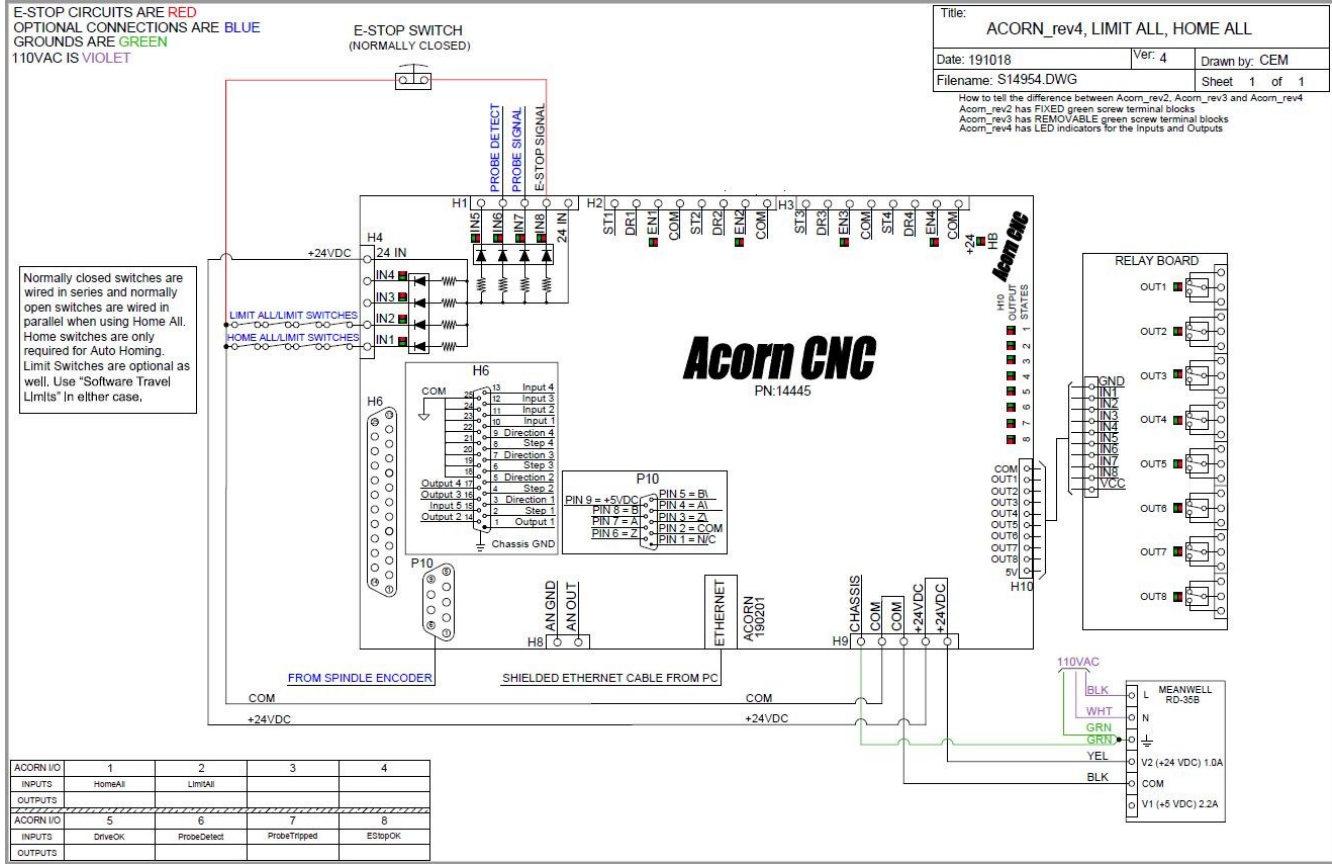 E-STOP CIRCUITS ARE RED
OPTIONAL CONNECTIONS ARE BLUE
GROUNDS ARE GREEN
110VAC IS VIOLET
E-STOP SWITCH
(NORMALLY CLOSED)
Title:
ACORN_rev4, LIMIT ALL, HOME ALL
Date: 191018
Ver: 4
Drawn by: CEM
Filename: S14954.DWG
Sheet 1 of 1
How to tell the difference between Acorn_rev2, Acorn_rev3 and Acorn_rev4
Acorn_rev2 has FIXED green screw terminal blocks
Acorn_rev3 has REMOVABLE green screw terminal blocks
Acorn_rev4 has LED indicators for the Inputs and Outputs
PROBE DETECT
PROBE SIGNAL
E-STOP SIGNAL
H1
IN5
IN6
IN7
IN8
24 IN
H2
ST1
DR1
EN1
COM
ST2
DR2
EN2
COM
H3
ST3
DR3
EN3
COM
ST4
DR4
EN4
COM
+24
HB
Acorn CNC
H4
+24VDC
24 IN
IN4
IN3
IN2
IN1
LIMIT ALL/LIMIT SWITCHES
HOME ALL/LIMIT SWITCHES
Normally closed switches are
wired in series and normally
open switches are wired in
parallel when using Home All.
Home switches are only
required for Auto Homing.
Limit Switches are optional as
well. Use "Software Travel
Limits" in either case.
Acorn CNC
PN:14445
H10
OUTPUT
STATES
1
2
3
4
5
6
7
8
RELAY BOARD
OUT1
OUT2
OUT3
OUT4
OUT5
OUT6
OUT7
OUT8
GND
IN1
IN2
IN3
IN4
IN5
IN6
IN7
IN8
VCC
COM
OUT1
OUT2
OUT3
OUT4
OUT5
OUT6
OUT7
OUT8
5V
H10
H6
25
13
14
1
H6
COM
25 13 Input 4
24 12 Input 3
23 11 Input 2
22 10 Input 1
21 9 Direction 4
20 8 Step 4
19 7 Direction 3
18 6 Step 3
5 Direction 2
Output 4 17 4 Step 2
Output 3 16 3 Direction 1
Input 5 15 2 Step 1
Output 2 14 1 Output 1
Chassis GND
P10
PIN 5 = B\
PIN 9 = +5VDC
PIN 4 = A\
PIN 8 = B
PIN 3 = Z\
PIN 7 = A
PIN 2 = COM
PIN 6 = Z
PIN 1 = N/C
P10
9
5
6
1
FROM SPINDLE ENCODER
H8
AN GND
AN OUT
SHIELDED ETHERNET CABLE FROM PC
ETHERNET
ACORN
190201
H9
CHASSIS
COM
COM
+24VDC
+24VDC
COM
COM
+24VDC
+24VDC
110VAC
BLK
WHT
GRN
GRN
YEL
BLK
MEANWELL
RD-35B
L
N
V2 (+24 VDC) 1.0A
COM
V1 (+5 VDC) 2.2A
ACORN I/O 1 2 3 4
INPUTS HomeAll LimitAll
OUTPUTS
ACORN I/O 5 6 7 8
INPUTS DriveOK ProbeDetect ProbeTripped EStopOK
OUTPUTS